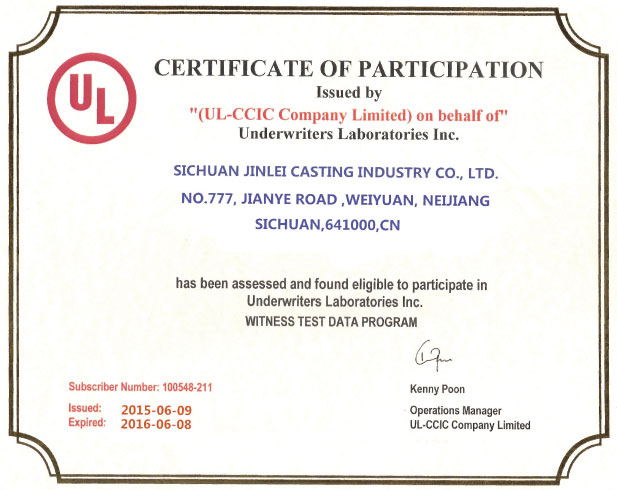 UL
CERTIFICATE OF PARTICIPATION
Issued by
"(UL-CCIC Company Limited) on behalf of"
Underwriters Laboratories Inc.
SICHUAN JINLEI CASTING INDUSTRY CO., LTD.
NO.777, JIANYE ROAD ,WEIYUAN, NEIJIANG
SICHUAN,641000,CN
has been assessed and found eligible to participate in
Underwriters Laboratories Inc.
WITNESS TEST DATA PROGRAM
Subscriber Number: 100548-211
Kenny Poon
Issued: 2015-06-09
Operations Manager
Expired: 2016-06-08
UL-CCIC Company Limited